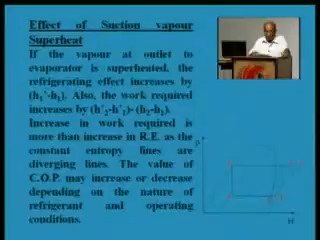 Effect of Suction vapour
Superheat
If the vapour at outlet to
evaporator is superheated, the
refrigerating effect increases by
(h₁'-h₁). Also, the work required
increases by (h'₂-h'₁)- (h₂-h₁).
Increase in work required is
more than increase in R.E. as the
constant entropy lines are
diverging lines. The value of
C.O.P. may increase or decrease
depending on the nature of
refrigerant and operating
conditions.
P
H